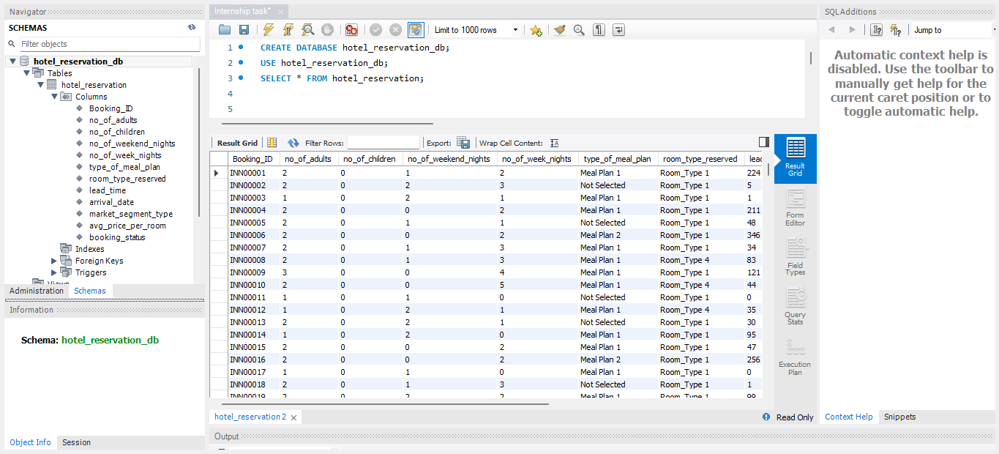 Navigator
SCHEMAS
Filter objects
hotel_reservation_db
Tables
hotel_reservation
Columns
Booking_ID
no_of_adults
no_of_children
no_of_weekend_nights
no_of_week_nights
type_of_meal_plan
room_type_reserved
lead_time
arrival_date
market_segment_type
avg_price_per_room
booking_status
Indexes
Foreign Keys
Triggers
Views
Administration Schemas
Information
Schema: hotel_reservation_db
Object Info Session
Internship task*
Limit to 1000 rows
1 CREATE DATABASE hotel_reservation_db;
2 USE hotel_reservation_db;
3 SELECT * FROM hotel_reservation;
4
5
Result Grid Filter Rows: Export: Wrap Cell Content:
Booking_ID no_of_adults no_of_children no_of_weekend_nights no_of_week_nights type_of_meal_plan room_type_reserved lead
INN00001 2 0 1 2 Meal Plan 1 Room_Type 1 224
INN00002 2 0 2 3 Not Selected Room_Type 1 5
INN00003 1 0 2 1 Meal Plan 1 Room_Type 1 1
INN00004 2 0 0 2 Meal Plan 1 Room_Type 1 211
INN00005 2 0 1 1 Not Selected Room_Type 1 48
INN00006 2 0 0 2 Meal Plan 2 Room_Type 1 346
INN00007 2 0 1 3 Meal Plan 1 Room_Type 1 34
INN00008 2 0 1 3 Meal Plan 1 Room_Type 4 83
INN00009 3 0 0 4 Meal Plan 1 Room_Type 1 121
INN00010 2 0 0 5 Meal Plan 1 Room_Type 4 44
INN00011 1 0 1 0 Not Selected Room_Type 1 0
INN00012 1 0 2 1 Meal Plan 1 Room_Type 4 35
INN00013 2 0 2 1 Not Selected Room_Type 1 30
INN00014 1 0 2 0 Meal Plan 1 Room_Type 1 95
INN00015 2 0 0 2 Meal Plan 1 Room_Type 1 47
INN00016 2 0 0 2 Meal Plan 2 Room_Type 1 256
INN00017 1 0 1 0 Meal Plan 1 Room_Type 1 0
INN00018 2 0 1 3 Not Selected Room_Type 1 1
INN00019 2 0 2 2 Meal Plan 1 Room_Type 1 99
Result
Grid
Form
Editor
Field
Types
Query
Stats
Execution
Plan
hotel_reservation 2 Read Only
Output
SQLAdditions
Jump to
Automatic context help is
disabled. Use the toolbar to
manually get help for the
current caret position or to
toggle automatic help.
Context Help Snippets